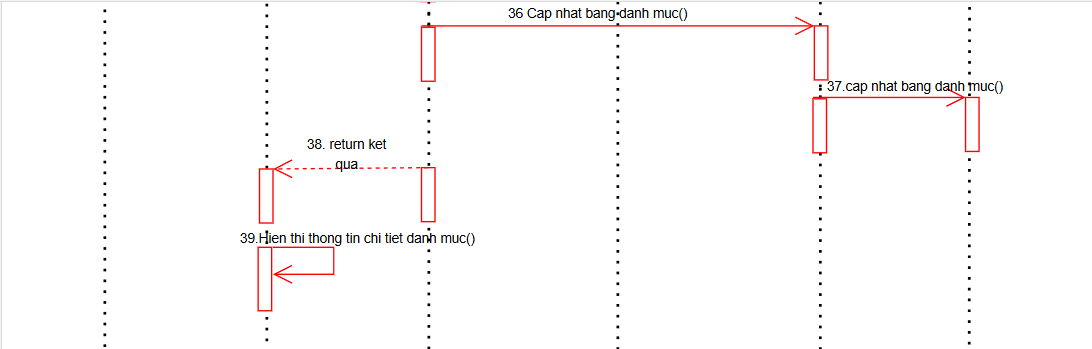 36 Cap nhat bang danh muc()
37.cap nhat bang danh muc()
38. return ket
qua
39.Hien thi thong tin chi tiet danh muc()